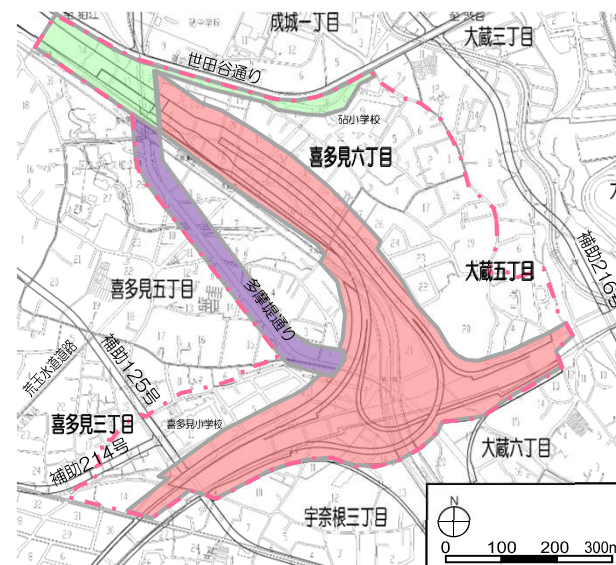 成城一丁目
大蔵三丁目
世田谷通り
砧小学校
喜多見六丁目
補助216号
大蔵五丁目
喜多見五丁目
多摩堤通り
補助125号
荒玉水道道路
喜多見三丁目
喜多見小学校
補助214号
大蔵六丁目
宇奈根三丁目
N
0 100 200 300m